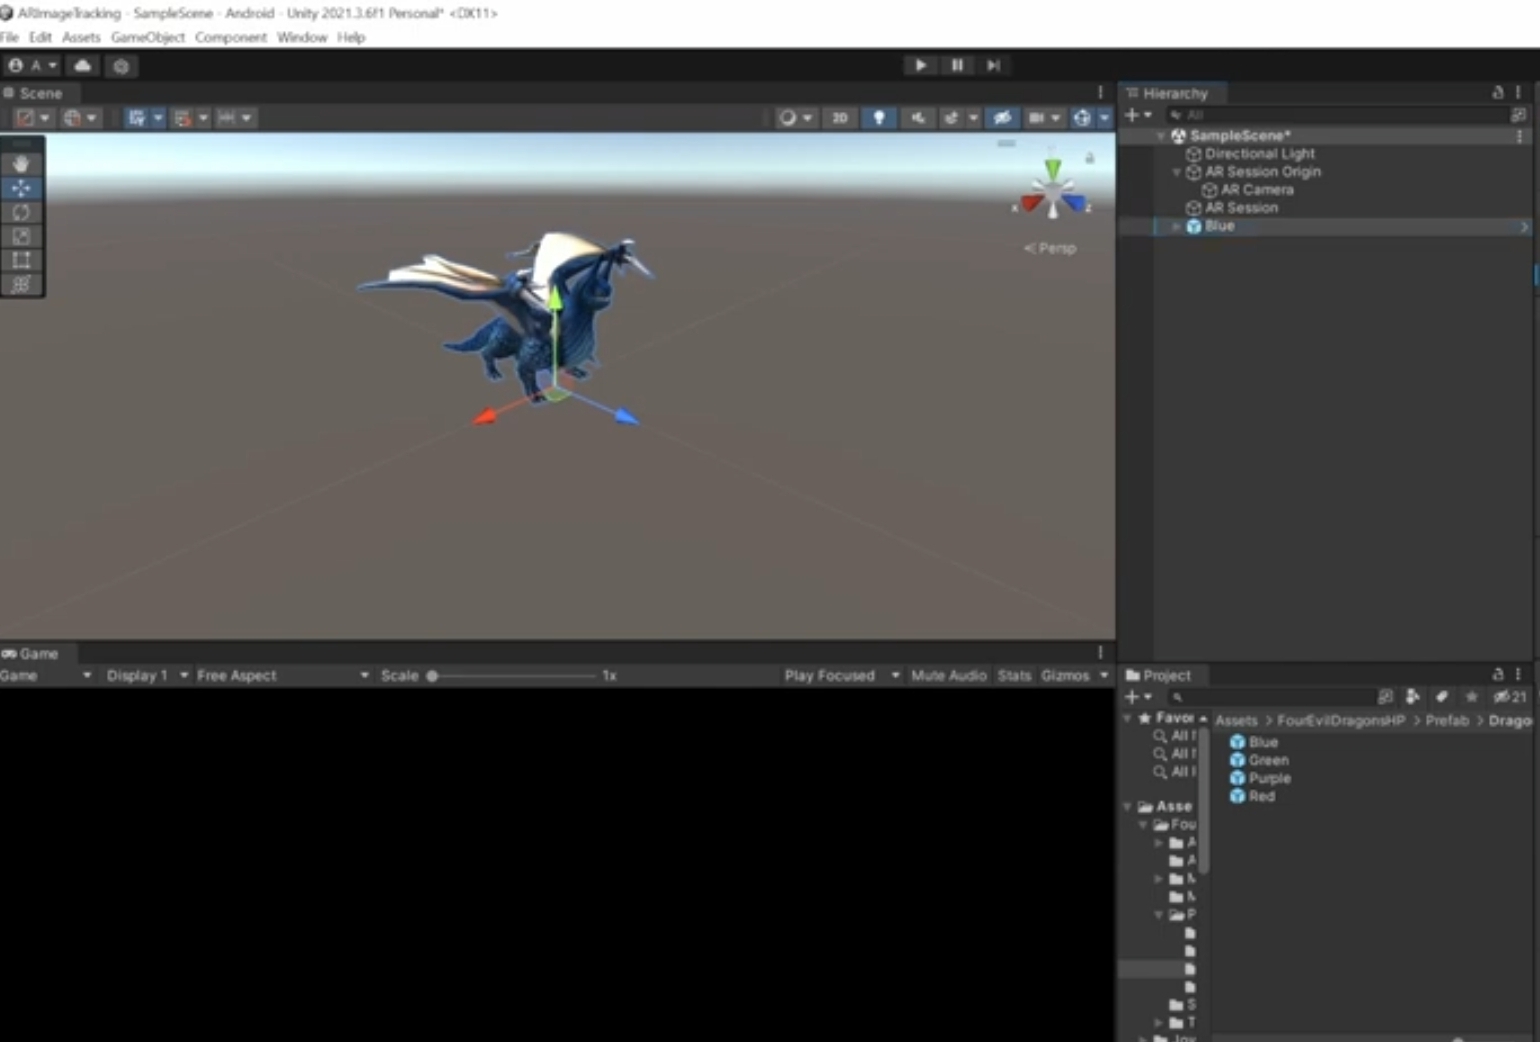 ARImageTracking - SampleScene - Android - Unity 2021.3.6f1 Personal* <DX11>
File Edit Assets GameObject Component Window Help
A
Scene
2D
x
z
Persp
Hierarchy
All
SampleScene*
Directional Light
AR Session Origin
AR Camera
AR Session
Blue
Game
Game Display 1 Free Aspect Scale 1x Play Focused Mute Audio Stats Gizmos
Project
21
Favor
All
All
All
Asse
Fou
A
A
M
M
P
S
T
Assets > FourEvilDragonsHP > Prefab > Drago
Blue
Green
Purple
Red